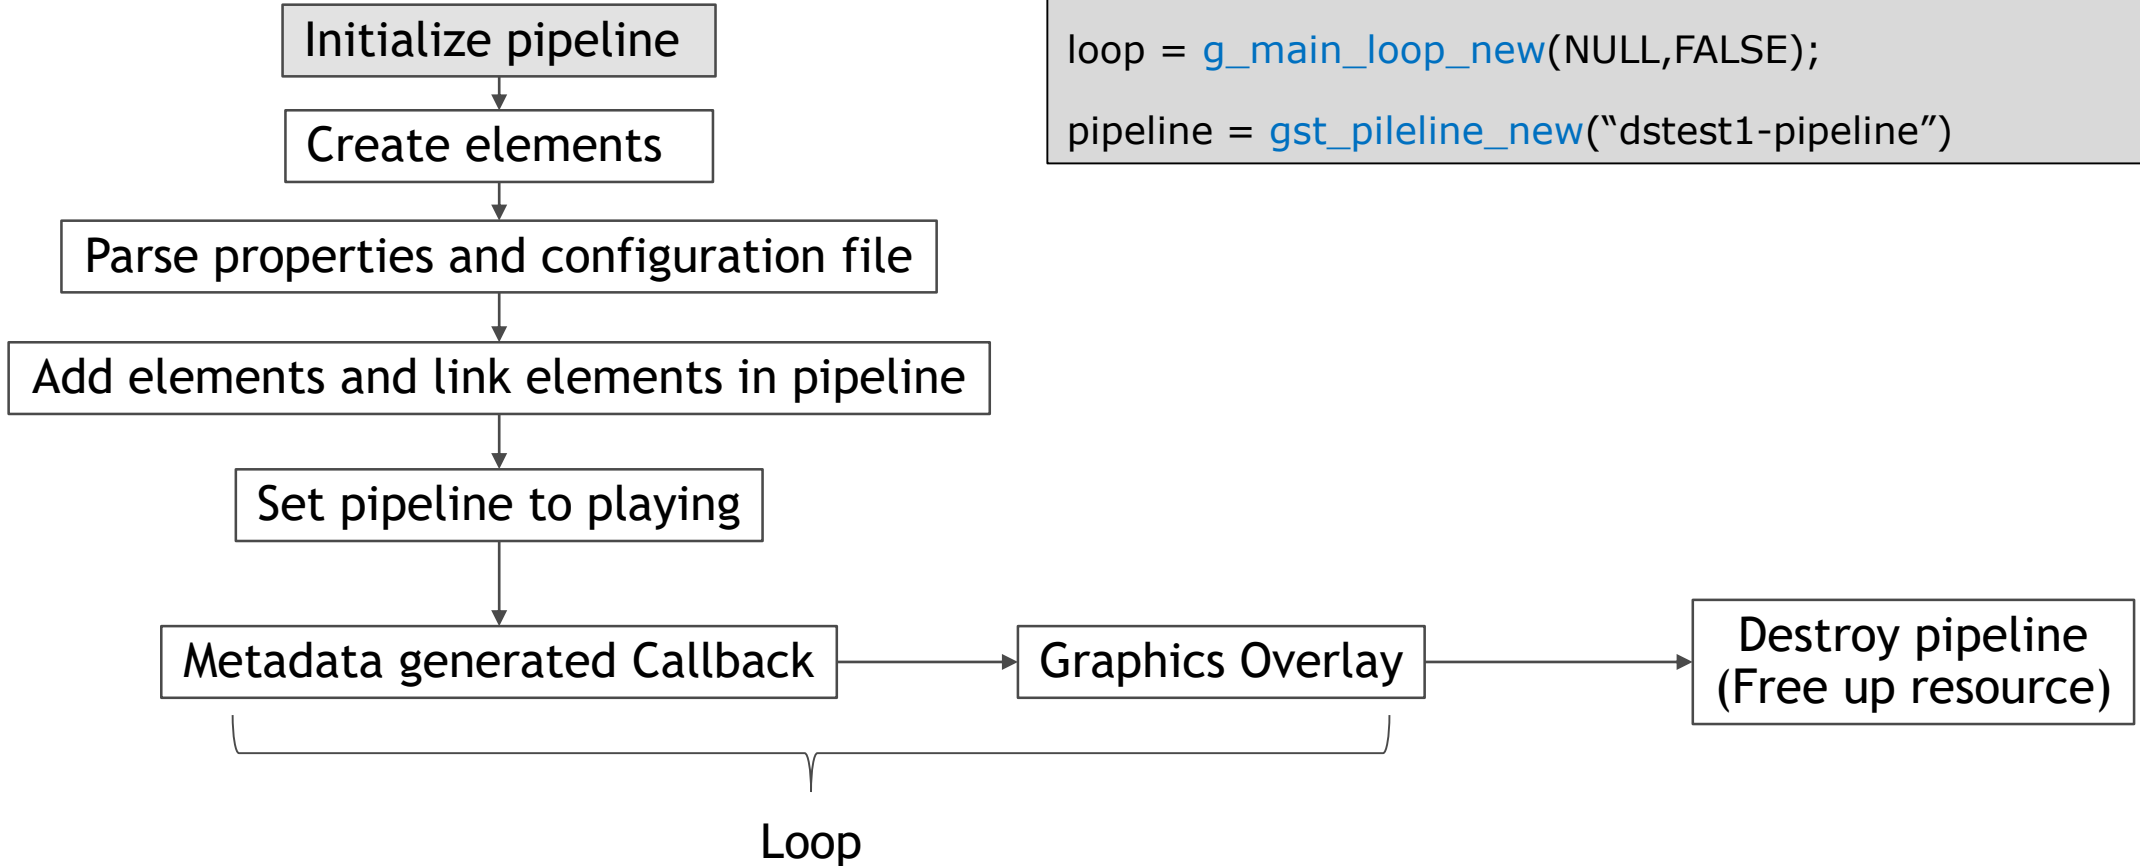 Initialize pipeline
loop = g_main_loop_new(NULL,FALSE);
pipeline = gst_pileline_new(“dstest1-pipeline”)
Create elements
Parse properties and configuration file
Add elements and link elements in pipeline
Set pipeline to playing
Metadata generated Callback
Graphics Overlay
Destroy pipeline
(Free up resource)
Loop